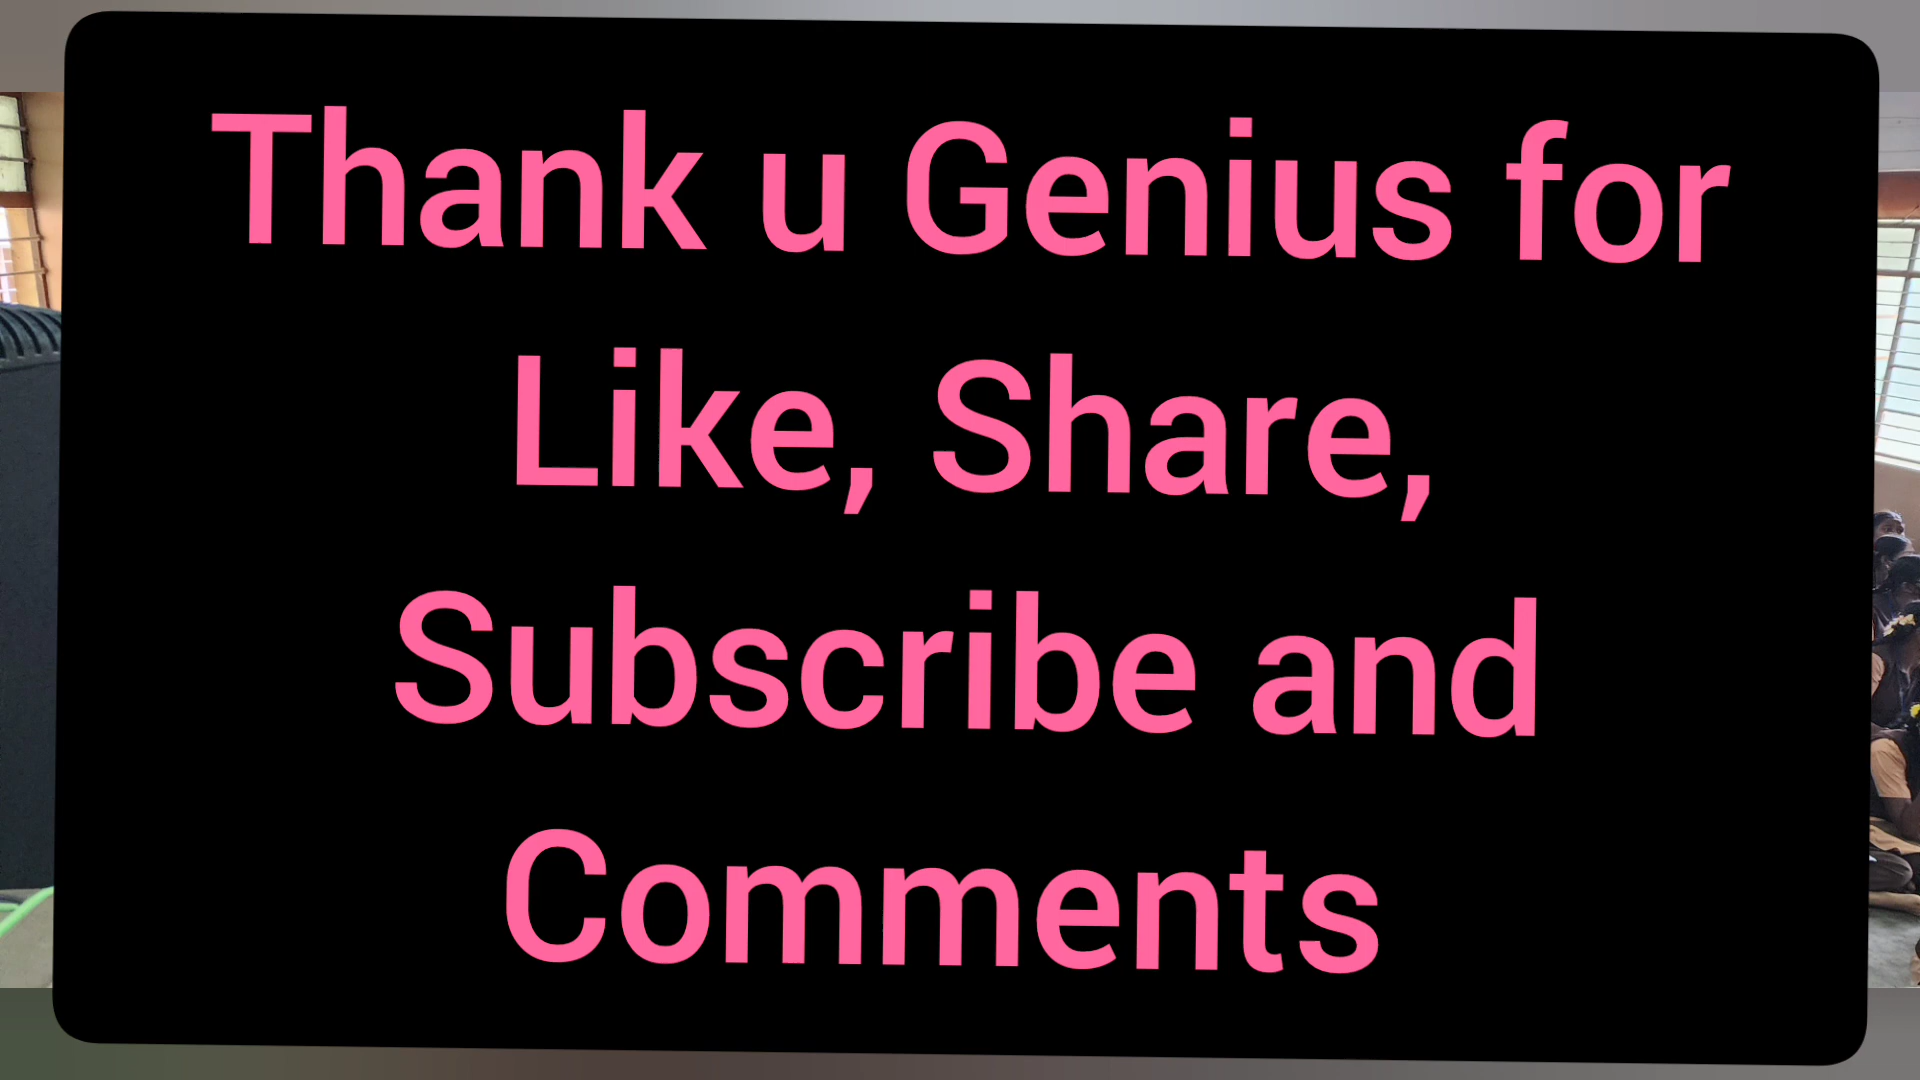 Thank u Genius for
Like, Share,
Subscribe and
Comments